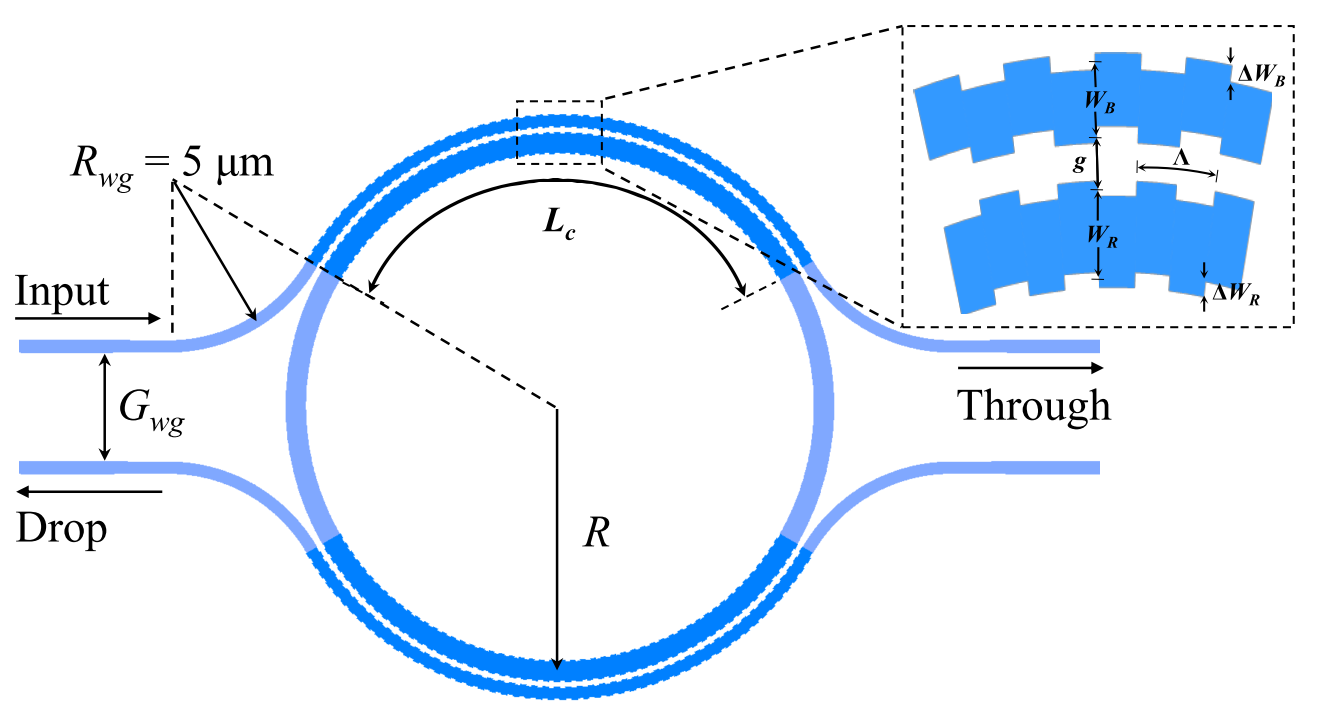 R_wg = 5 μm
L_c
Input
G_wg
Drop
R
Through
ΔW_B
W_B
g
Λ
W_R
ΔW_R